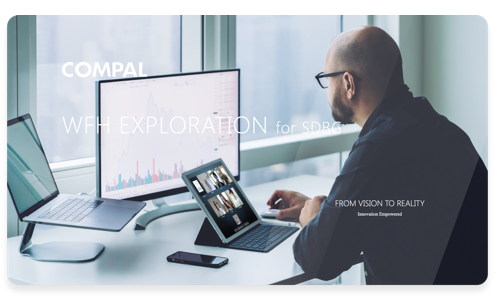 COMPAL
WFH EXPLORATION for SDBG
FROM VISION TO REALITY
Innovation Empowered